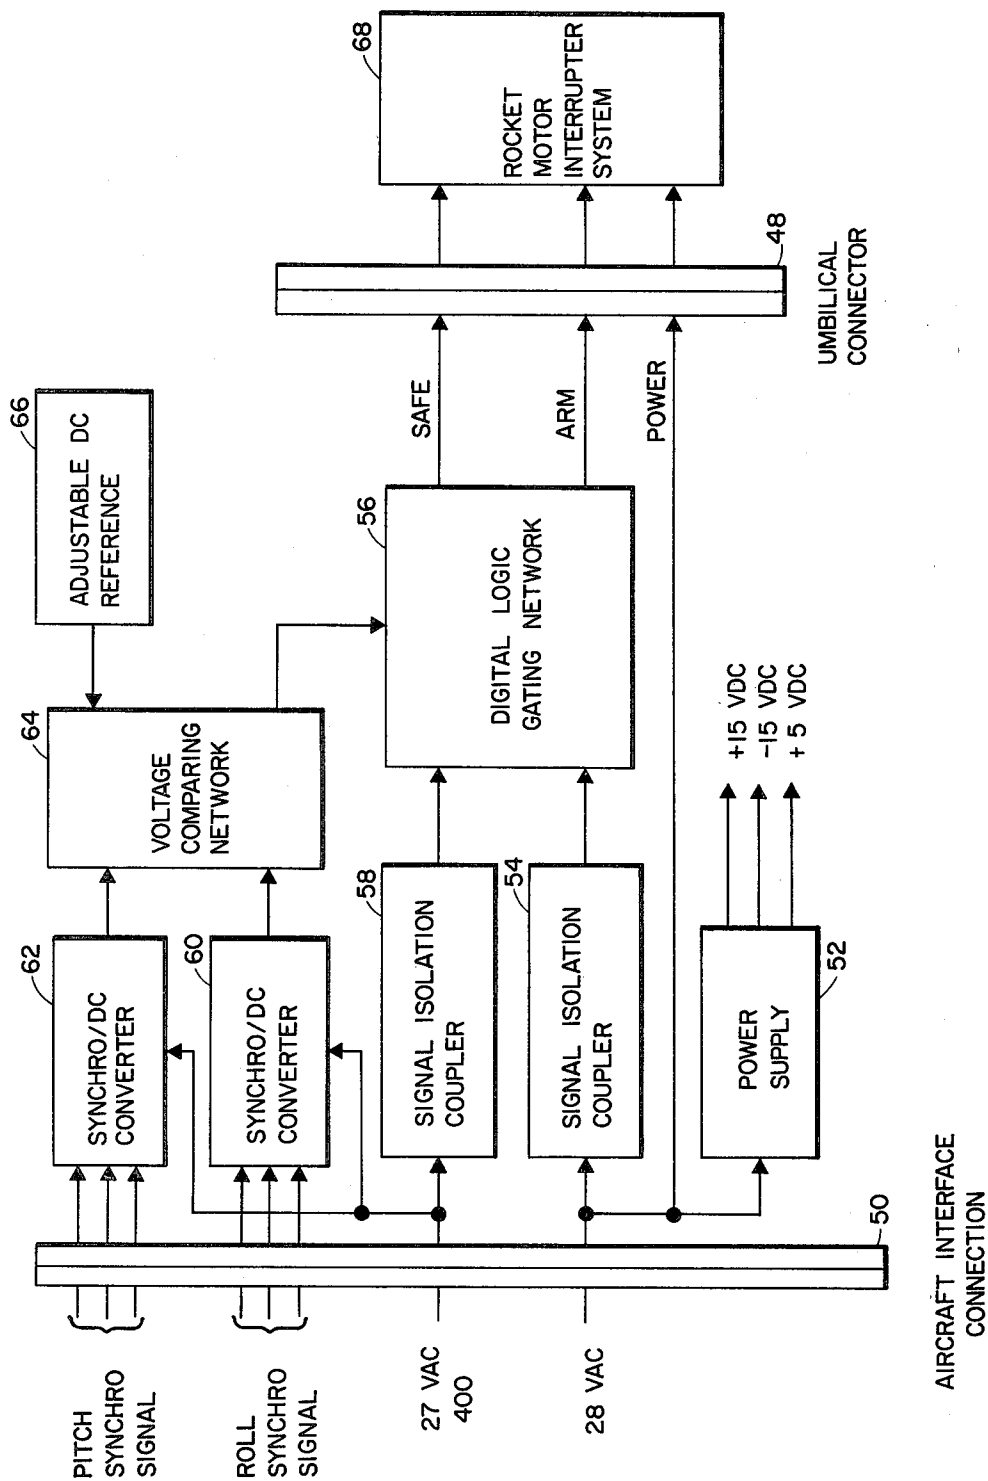 PITCH
SYNCHRO
SIGNAL
ROLL
SYNCHRO
SIGNAL
27 VAC
400
28 VAC
AIRCRAFT INTERFACE
CONNECTION
50
62
SYNCHRO/DC
CONVERTER
60
SYNCHRO/DC
CONVERTER
58
SIGNAL ISOLATION
COUPLER
54
SIGNAL ISOLATION
COUPLER
52
POWER
SUPPLY
+15 VDC
-15 VDC
+ 5 VDC
64
VOLTAGE
COMPARING
NETWORK
66
ADJUSTABLE DC
REFERENCE
56
DIGITAL LOGIC
GATING NETWORK
SAFE
ARM
POWER
48
UMBILICAL
CONNECTOR
68
ROCKET
MOTOR
INTERRUPTER
SYSTEM